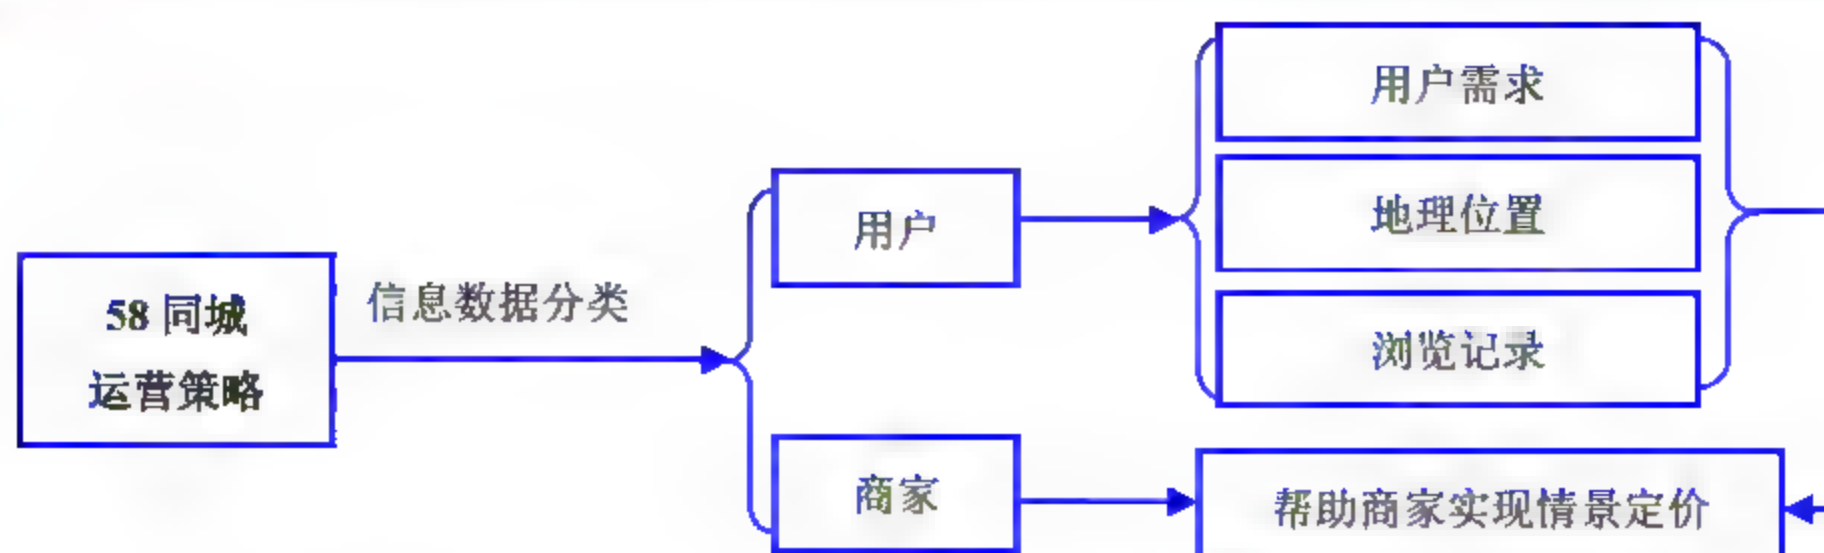 58 同城
运营策略
信息数据分类
用户
商家
用户需求
地理位置
浏览记录
帮助商家实现情景定价